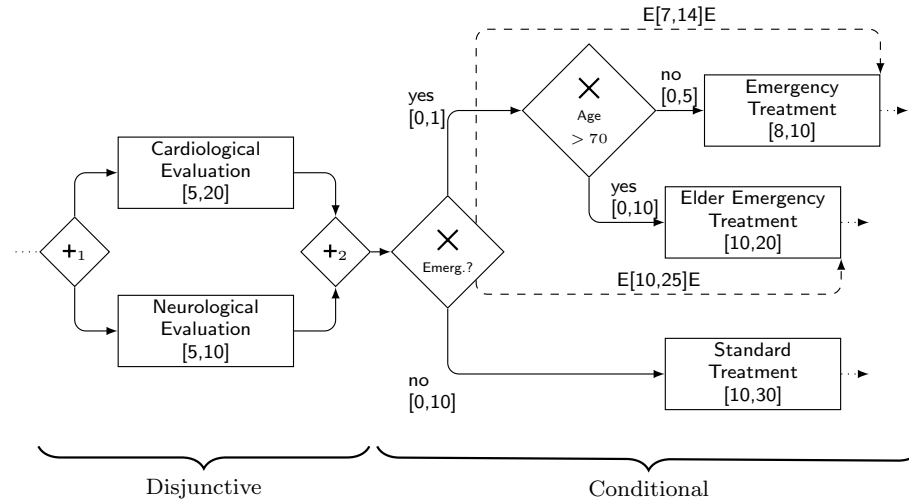 E[7,14]E
yes
[0,1]
Age
> 70
no
[0,5]
Emergency
Treatment
[8,10]
Cardiological
Evaluation
[5,20]
yes
[0,10]
Elder Emergency
Treatment
[10,20]
+1
+2
Emerg.?
E[10,25]E
Neurological
Evaluation
[5,10]
no
[0,10]
Standard
Treatment
[10,30]
Disjunctive
Conditional